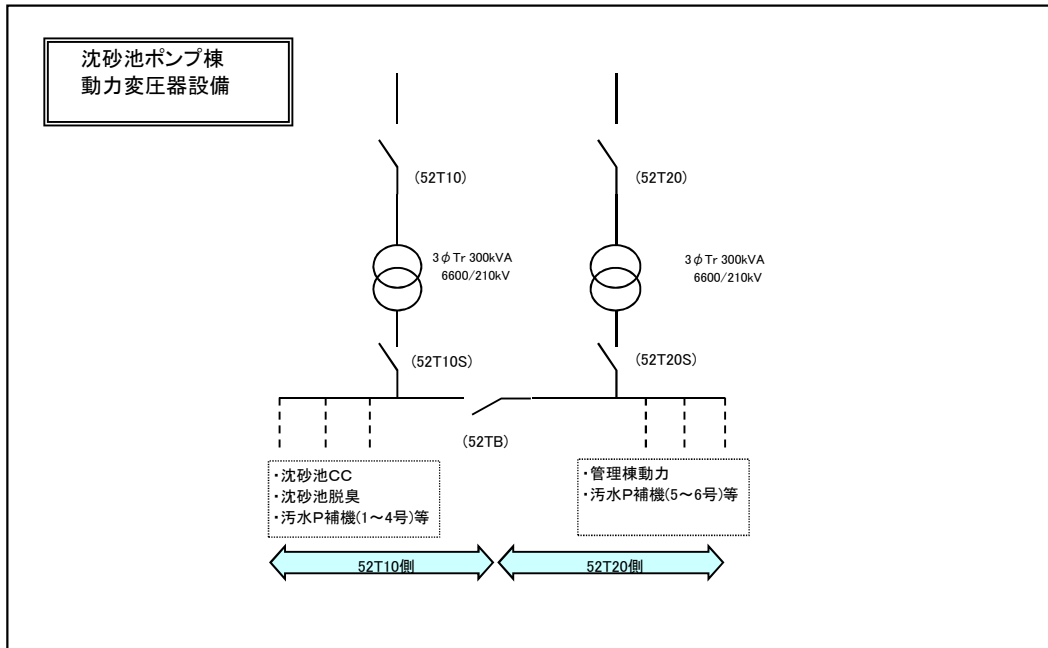 沈砂池ポンプ棟
動力変圧器設備
(52T10)
(52T20)
3φTr 300kVA
6600/210kV
3φTr 300kVA
6600/210kV
(52T10S)
(52T20S)
(52TB)
・沈砂池CC
・沈砂池脱臭
・汚水P補機(1～4号)等
・管理棟動力
・汚水P補機(5～6号)等
52T10側
52T20側